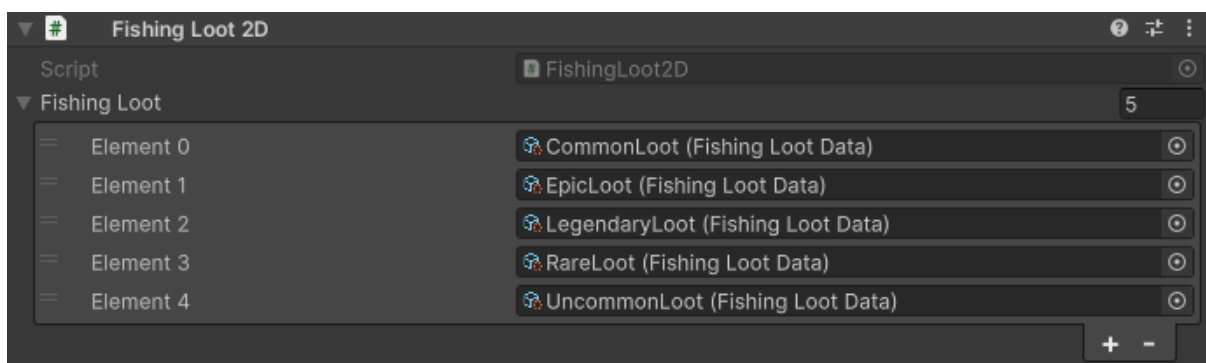 Fishing Loot 2D
Script FishingLoot2D
Fishing Loot 5
Element 0 CommonLoot (Fishing Loot Data)
Element 1 EpicLoot (Fishing Loot Data)
Element 2 LegendaryLoot (Fishing Loot Data)
Element 3 RareLoot (Fishing Loot Data)
Element 4 UncommonLoot (Fishing Loot Data)
+ -